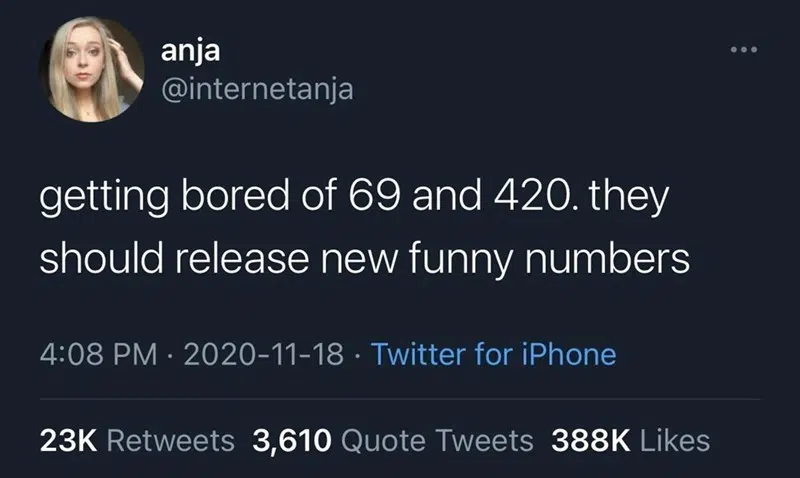 anja
@internetanja
getting bored of 69 and 420. they
should release new funny numbers
4:08 PM · 2020-11-18 · Twitter for iPhone
23K Retweets 3,610 Quote Tweets 388K Likes